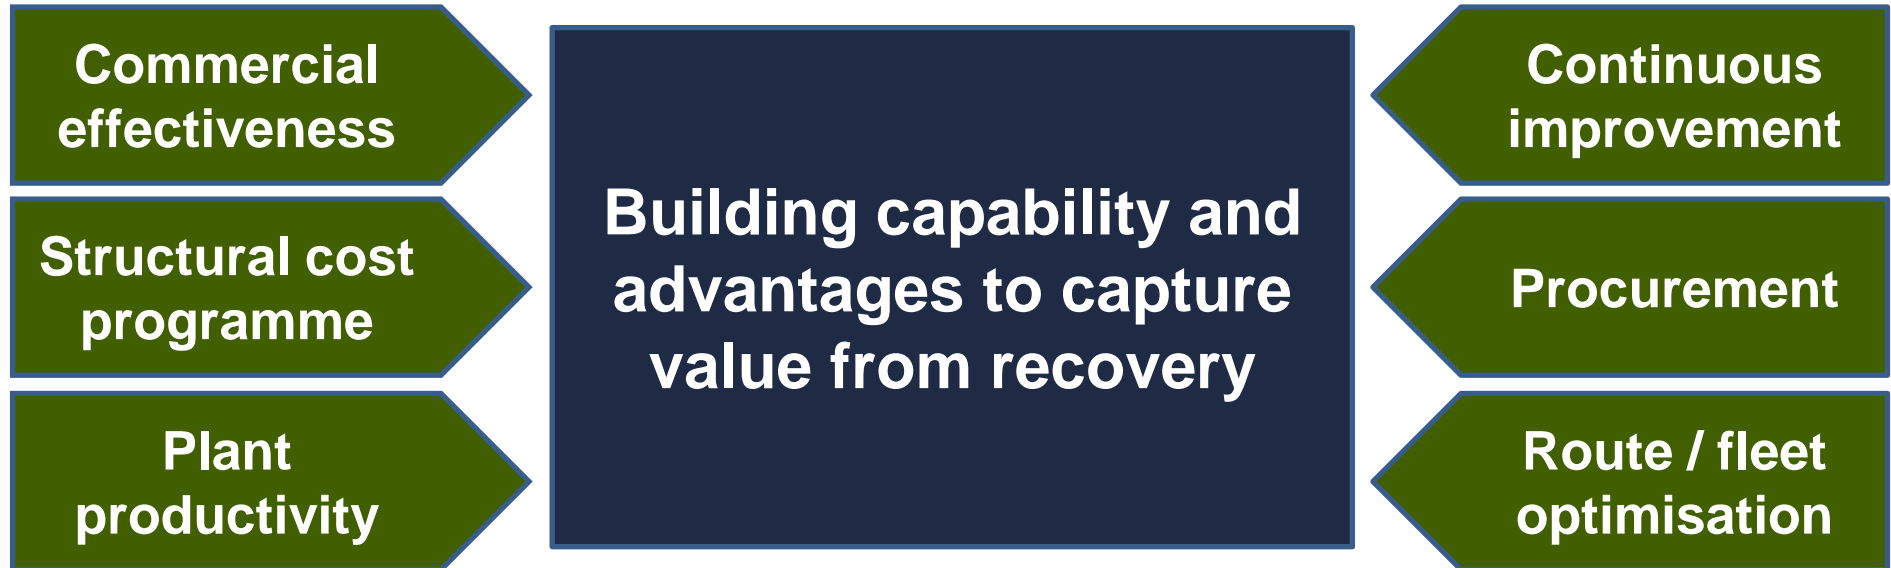 Commercial
effectiveness
Structural cost
programme
Plant
productivity
Building capability and
advantages to capture
value from recovery
Continuous
improvement
Procurement
Route / fleet
optimisation